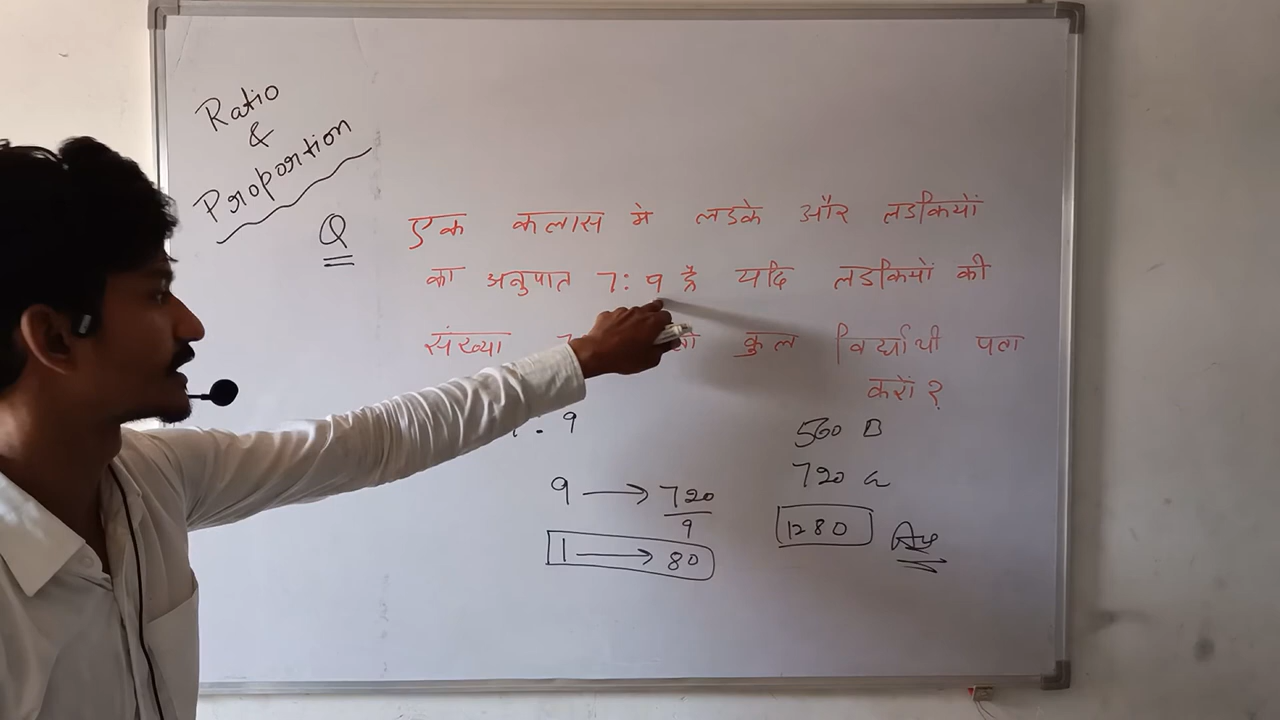 Ratio
&
Proportion
Q
एक कलास मे लडके और लडकियों
का अनुपात 7: 9 है यदि लडकियों की
संख्या कुल विर्धाथी पता
करों ?
: 9
9 → 720
9
1 → 80
560 B
720 G
1280 Ans